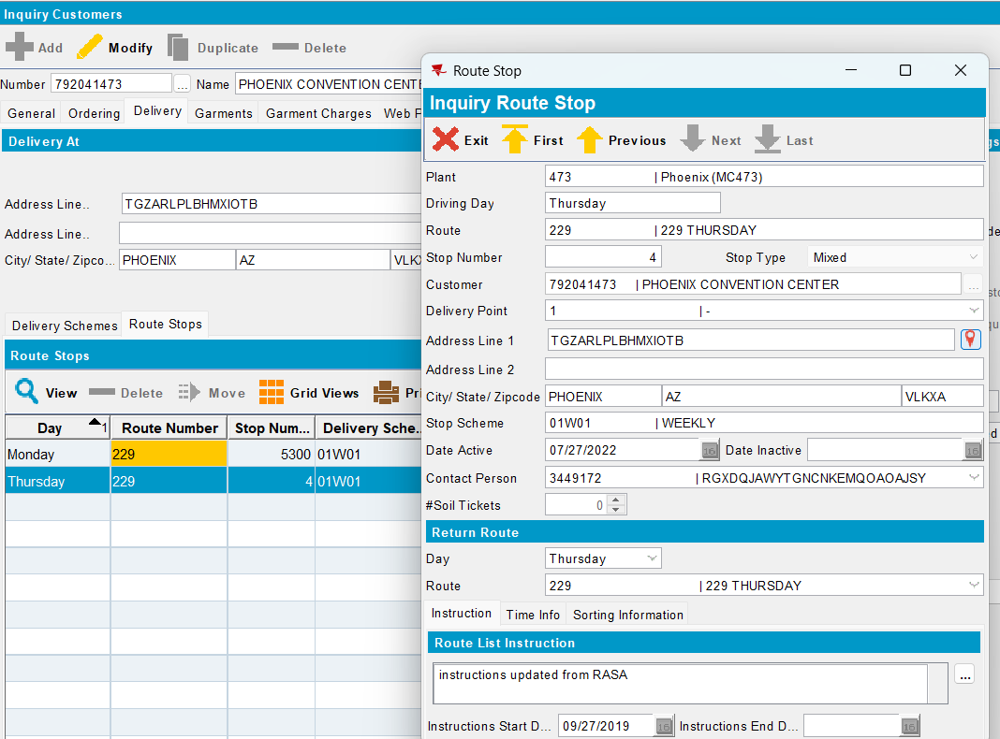 Inquiry Customers
Add Modify Duplicate Delete
Number 792041473 ... Name PHOENIX CONVENTION CENTE
General Ordering Delivery Garments Garment Charges Web F
Delivery At
Address Line.. TGZARLPLBHMXIOTB
Address Line..
City/ State/ Zipco... PHOENIX AZ VLKX
Delivery Schemes Route Stops
Route Stops
View Delete Move Grid Views Pri
Day 1 Route Number Stop Num... Delivery Sche..
Monday 229 5300 01W01
Thursday 229 4 01W01
Route Stop
Inquiry Route Stop
Exit First Previous Next Last
Plant 473 | Phoenix (MC473)
Driving Day Thursday
Route 229 | 229 THURSDAY
Stop Number 4 Stop Type Mixed
Customer 792041473 | PHOENIX CONVENTION CENTER ...
Delivery Point 1 | -
Address Line 1 TGZARLPLBHMXIOTB
Address Line 2
City/ State/ Zipcode PHOENIX AZ VLKXA
Stop Scheme 01W01 | WEEKLY
Date Active 07/27/2022 16 Date Inactive 16
Contact Person 3449172 | RGXDQJAWYTGNCNKEMQOAOAJSY
#Soil Tickets 0
Return Route
Day Thursday
Route 229 | 229 THURSDAY
Instruction Time Info Sorting Information
Route List Instruction
instructions updated from RASA
...
Instructions Start D... 09/27/2019 16 Instructions End D... 16